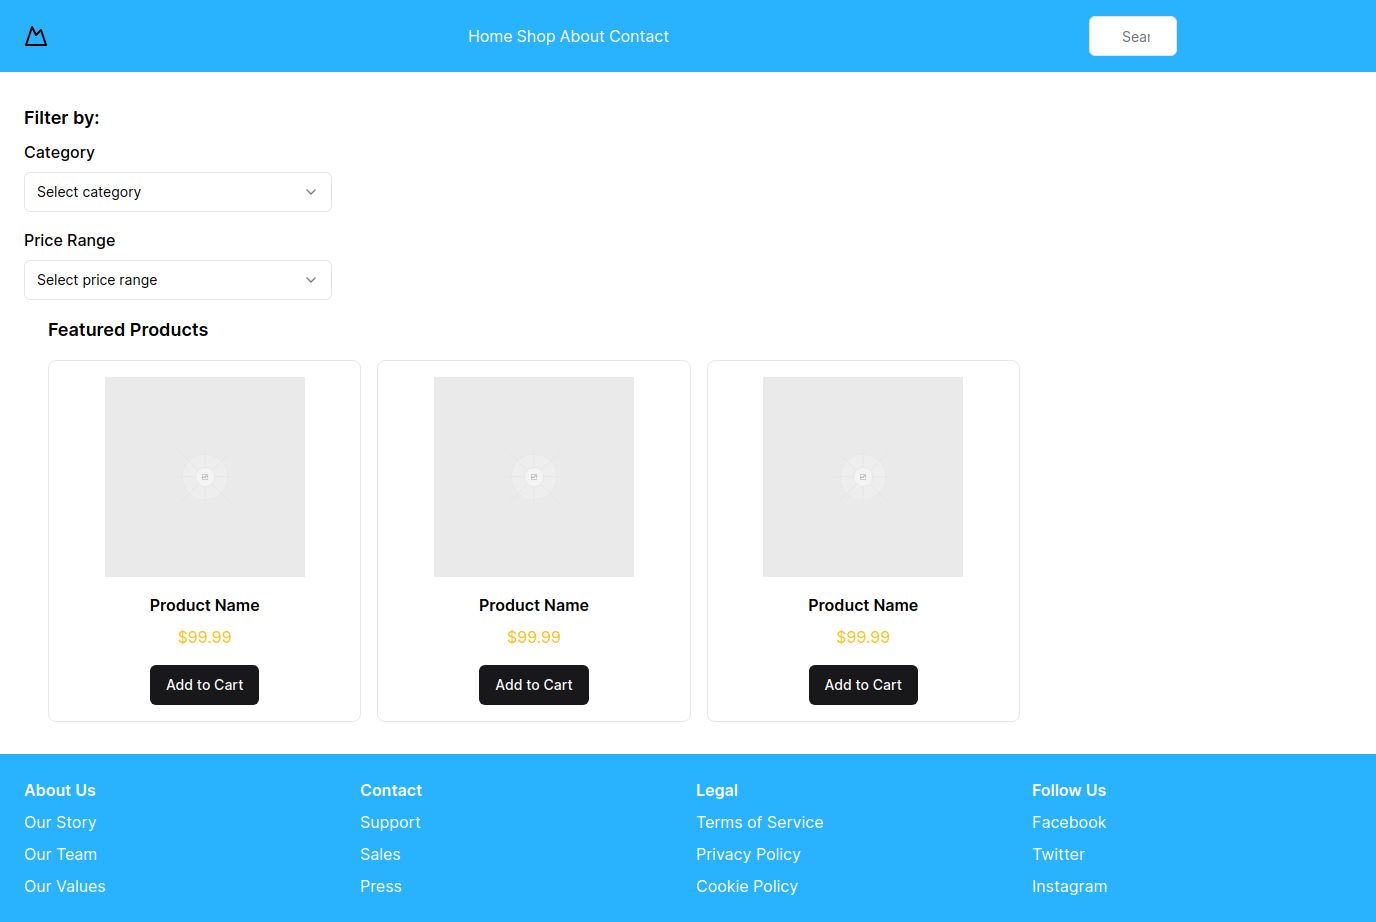 Home Shop About Contact
Sear
Filter by:
Category
Select category
Price Range
Select price range
Featured Products
Product Name
$99.99
Add to Cart
Product Name
$99.99
Add to Cart
Product Name
$99.99
Add to Cart
About Us
Our Story
Our Team
Our Values
Contact
Support
Sales
Press
Legal
Terms of Service
Privacy Policy
Cookie Policy
Follow Us
Facebook
Twitter
Instagram